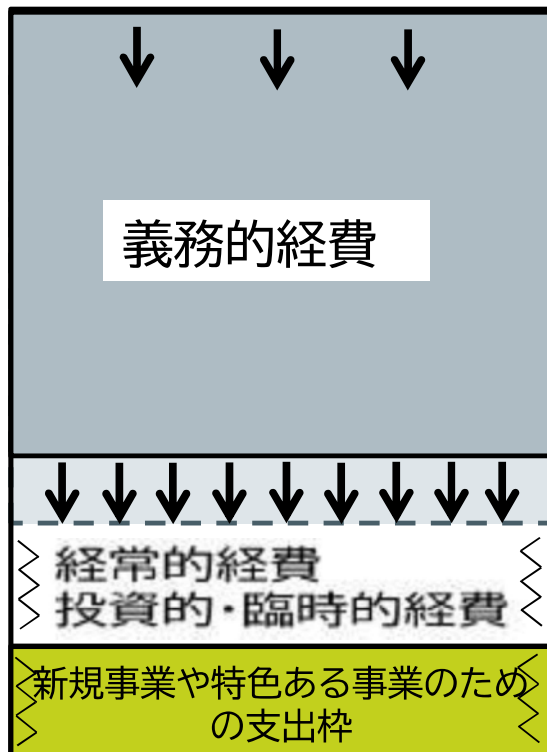 義務的経費
経常的経費
投資的・臨時的経費
新規事業や特色ある事業のため
の支出枠